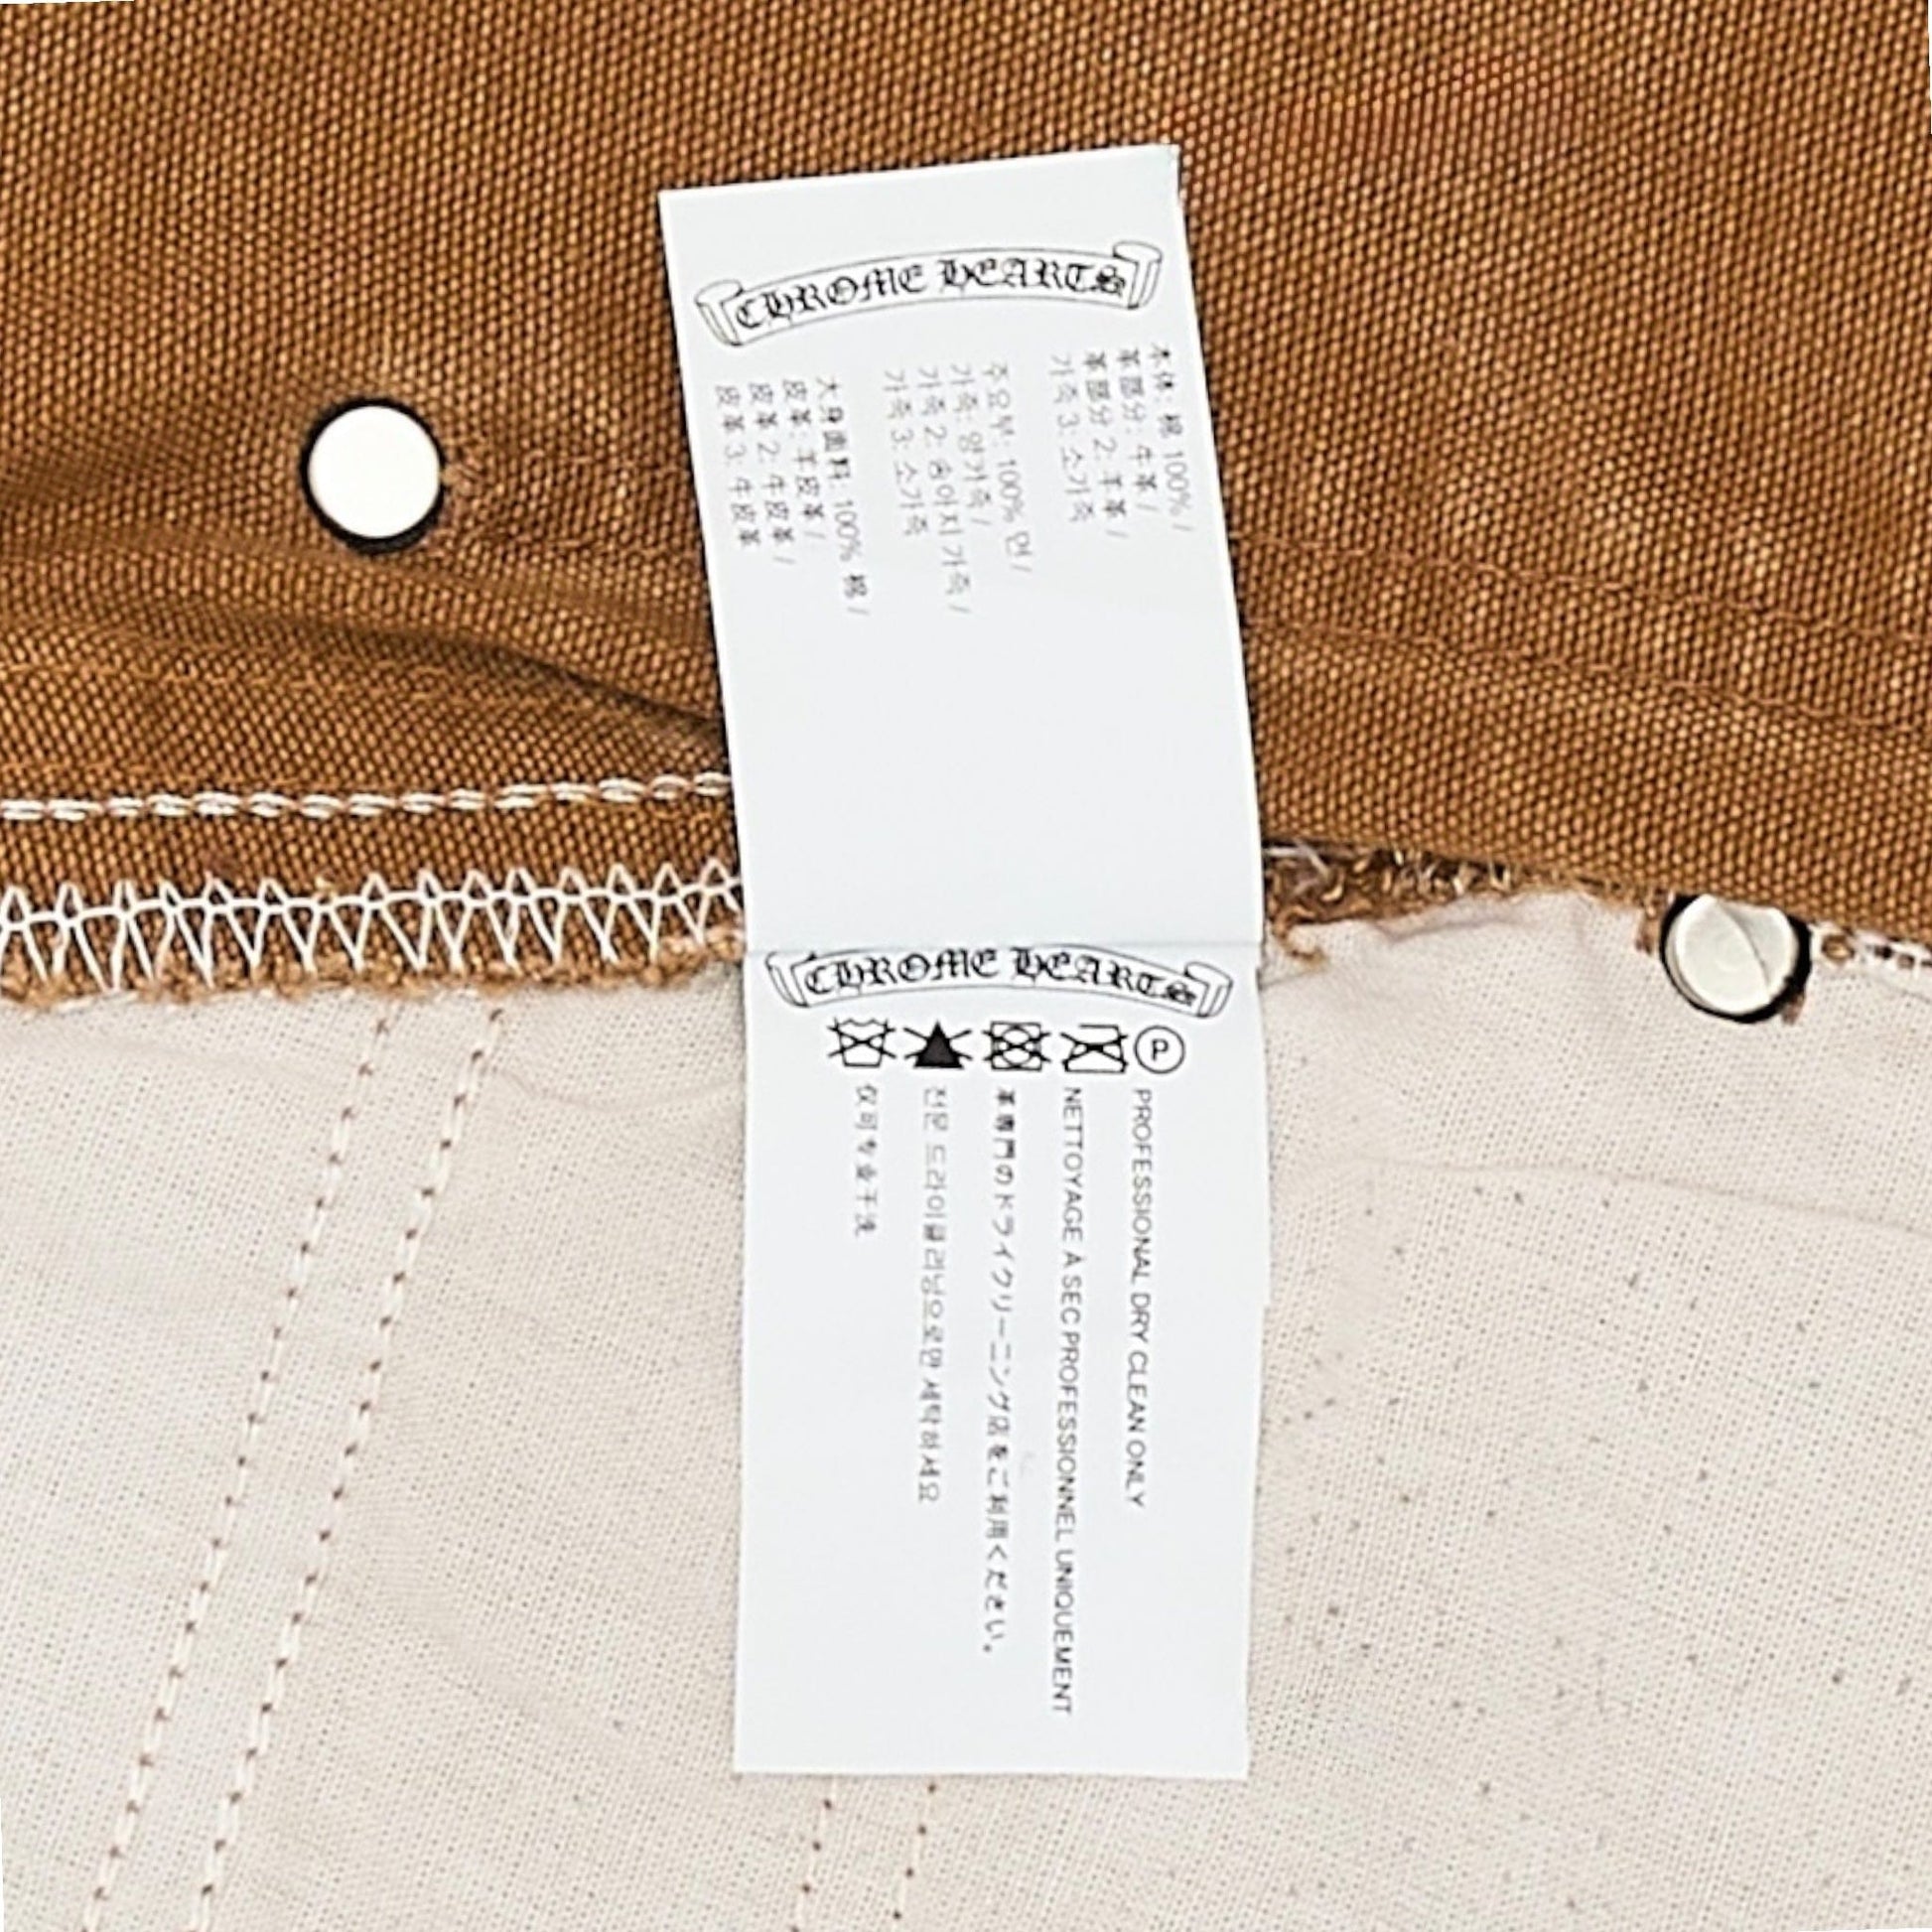 CHROME HEARTS
本体: 棉 100% /
革部分: 牛革 /
革部分 2: 羊革 /
가죽 3: 소가죽
주요부: 100% 면 /
가죽: 양가죽 /
가죽 2: 송아지 가죽 /
가죽 3: 소가죽
大身面料: 100% 棉 /
皮革: 羊皮革 /
皮革 2: 牛皮革 /
皮革 3: 牛皮革
CHROME HEARTS
P
PROFESSIONAL DRY CLEAN ONLY
NETTOYAGE À SEC PROFESSIONNEL UNIQUEMENT
革専門のドライクリーニング店をご利用ください。
전문 드라이클리닝으로만 세탁하세요
仅可专业干洗